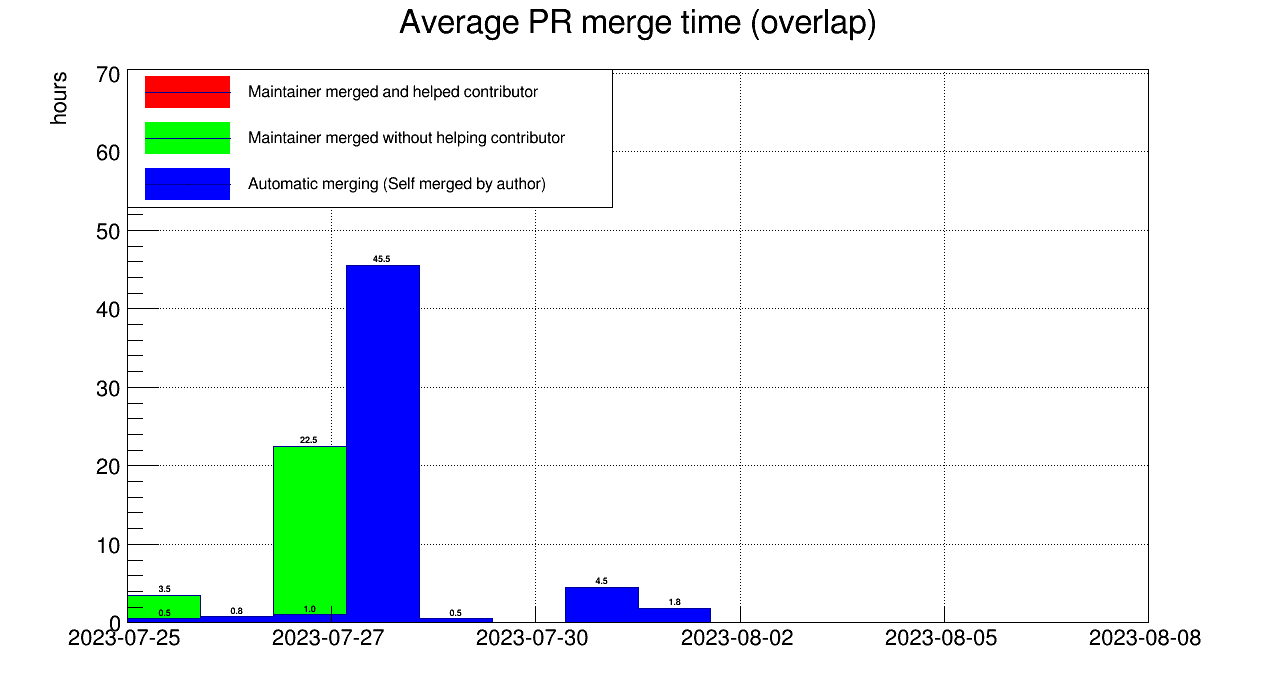 Average PR merge time (overlap)
hours
70
60
50
40
30
20
10
0
Maintainer merged and helped contributor
Maintainer merged without helping contributor
Automatic merging (Self merged by author)
45.5
22.5
3.5
0.5
0.8
1.0
0.5
4.5
1.8
2023-07-25 2023-07-27 2023-07-30 2023-08-02 2023-08-05 2023-08-08